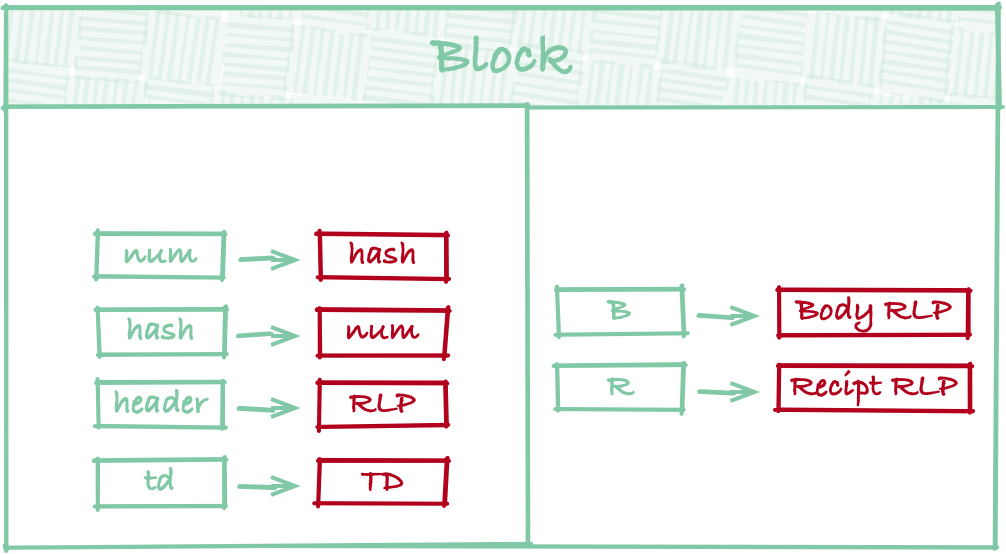 Block
num
hash
hash
num
header
RLP
td
TD
B
Body RLP
R
Recipt RLP